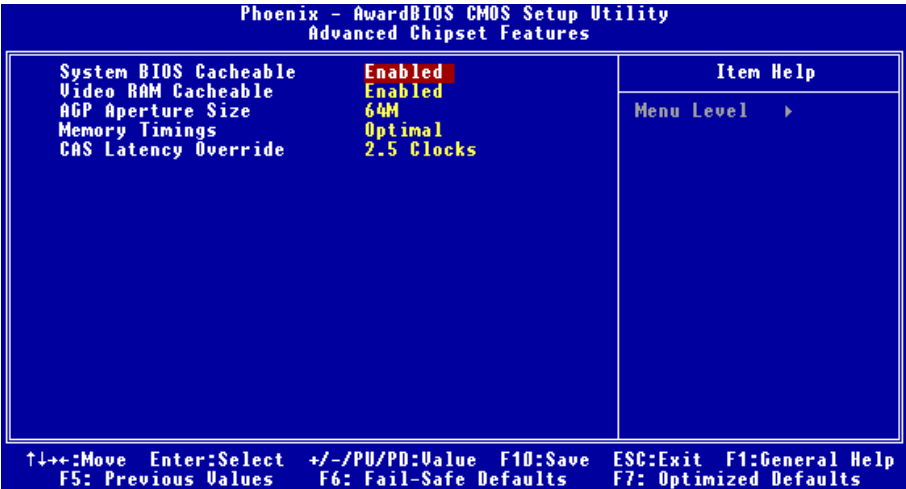 Phoenix - AwardBIOS CMOS Setup Utility
Advanced Chipset Features
System BIOS Cacheable Enabled
Video RAM Cacheable Enabled
AGP Aperture Size 64M
Memory Timings Optimal
CAS Latency Override 2.5 Clocks
Item Help
Menu Level ▸
↑↓→←:Move Enter:Select +/-/PU/PD:Value F10:Save ESC:Exit F1:General Help
F5: Previous Values F6: Fail-Safe Defaults F7: Optimized Defaults